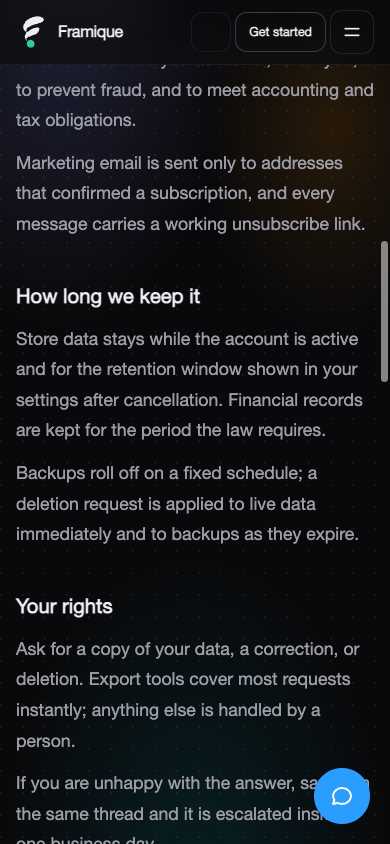 Framique
Get started
to prevent fraud, and to meet accounting and
tax obligations.
Marketing email is sent only to addresses
that confirmed a subscription, and every
message carries a working unsubscribe link.
How long we keep it
Store data stays while the account is active
and for the retention window shown in your
settings after cancellation. Financial records
are kept for the period the law requires.
Backups roll off on a fixed schedule; a
deletion request is applied to live data
immediately and to backups as they expire.
Your rights
Ask for a copy of your data, a correction, or
deletion. Export tools cover most requests
instantly; anything else is handled by a
person.
If you are unhappy with the answer,
the same thread and it is escalated
one business day.